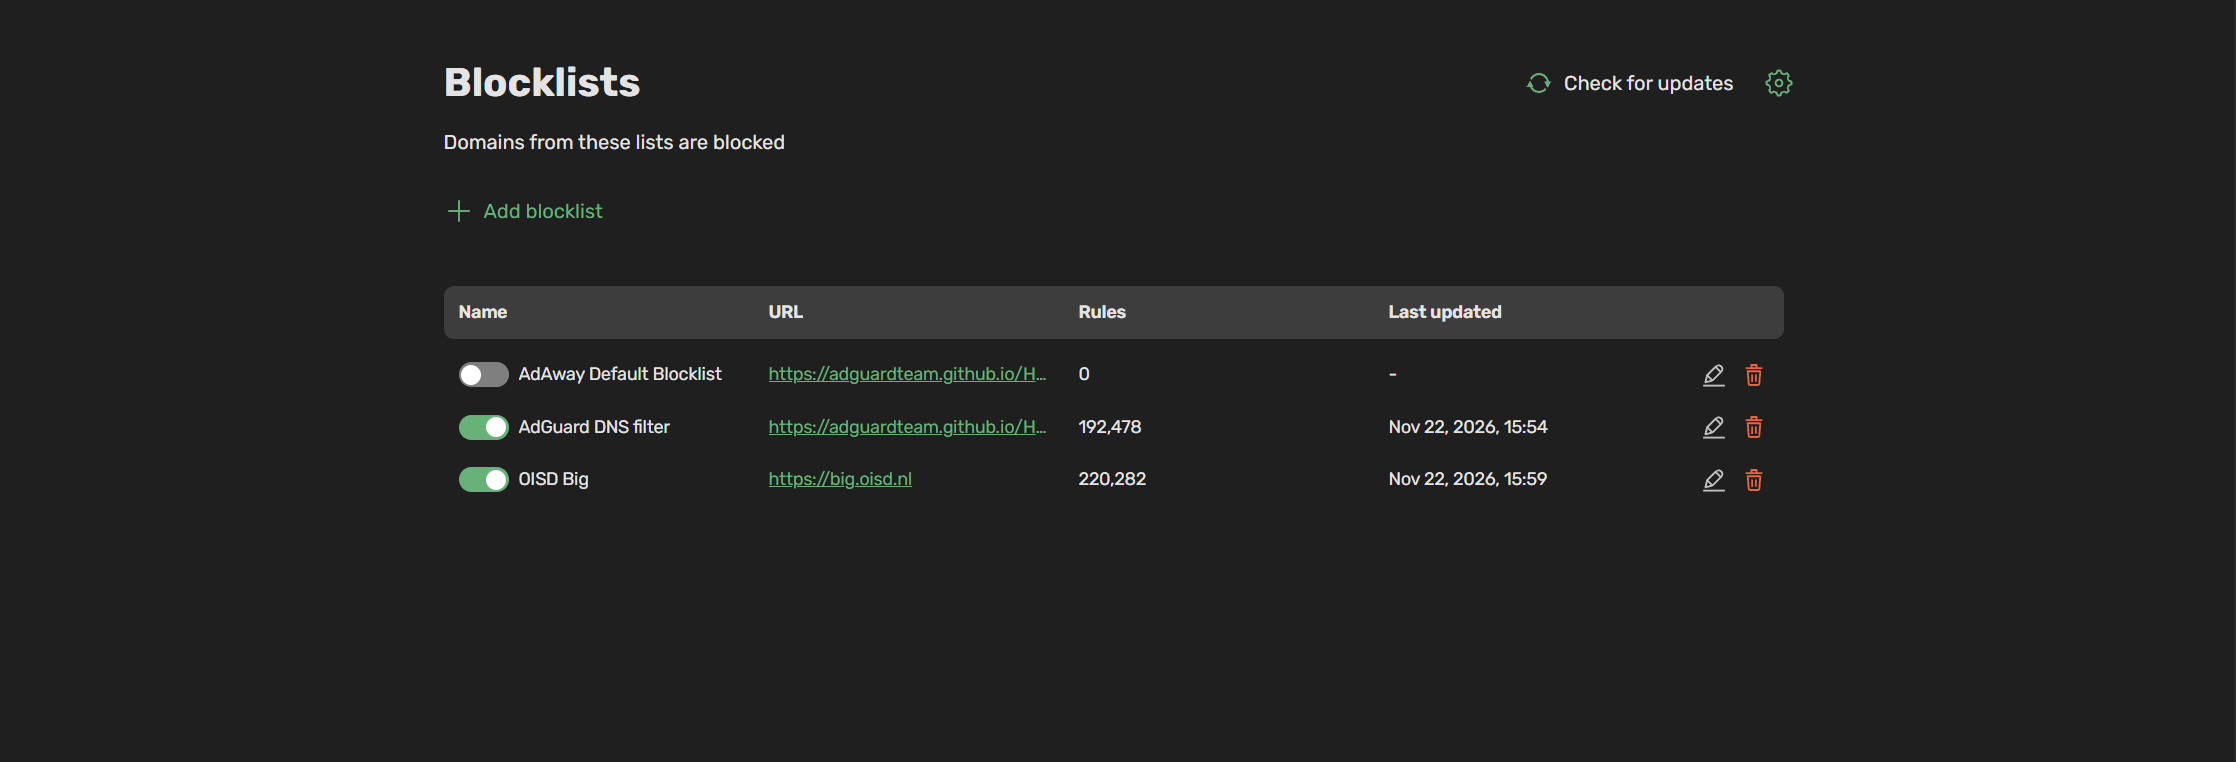 Blocklists
Check for updates
Domains from these lists are blocked
Add blocklist
Name URL Rules Last updated
AdAway Default Blocklist https://adguardteam.github.io/H... 0 -
AdGuard DNS filter https://adguardteam.github.io/H... 192,478 Nov 22, 2026, 15:54
OISD Big https://big.oisd.nl 220,282 Nov 22, 2026, 15:59